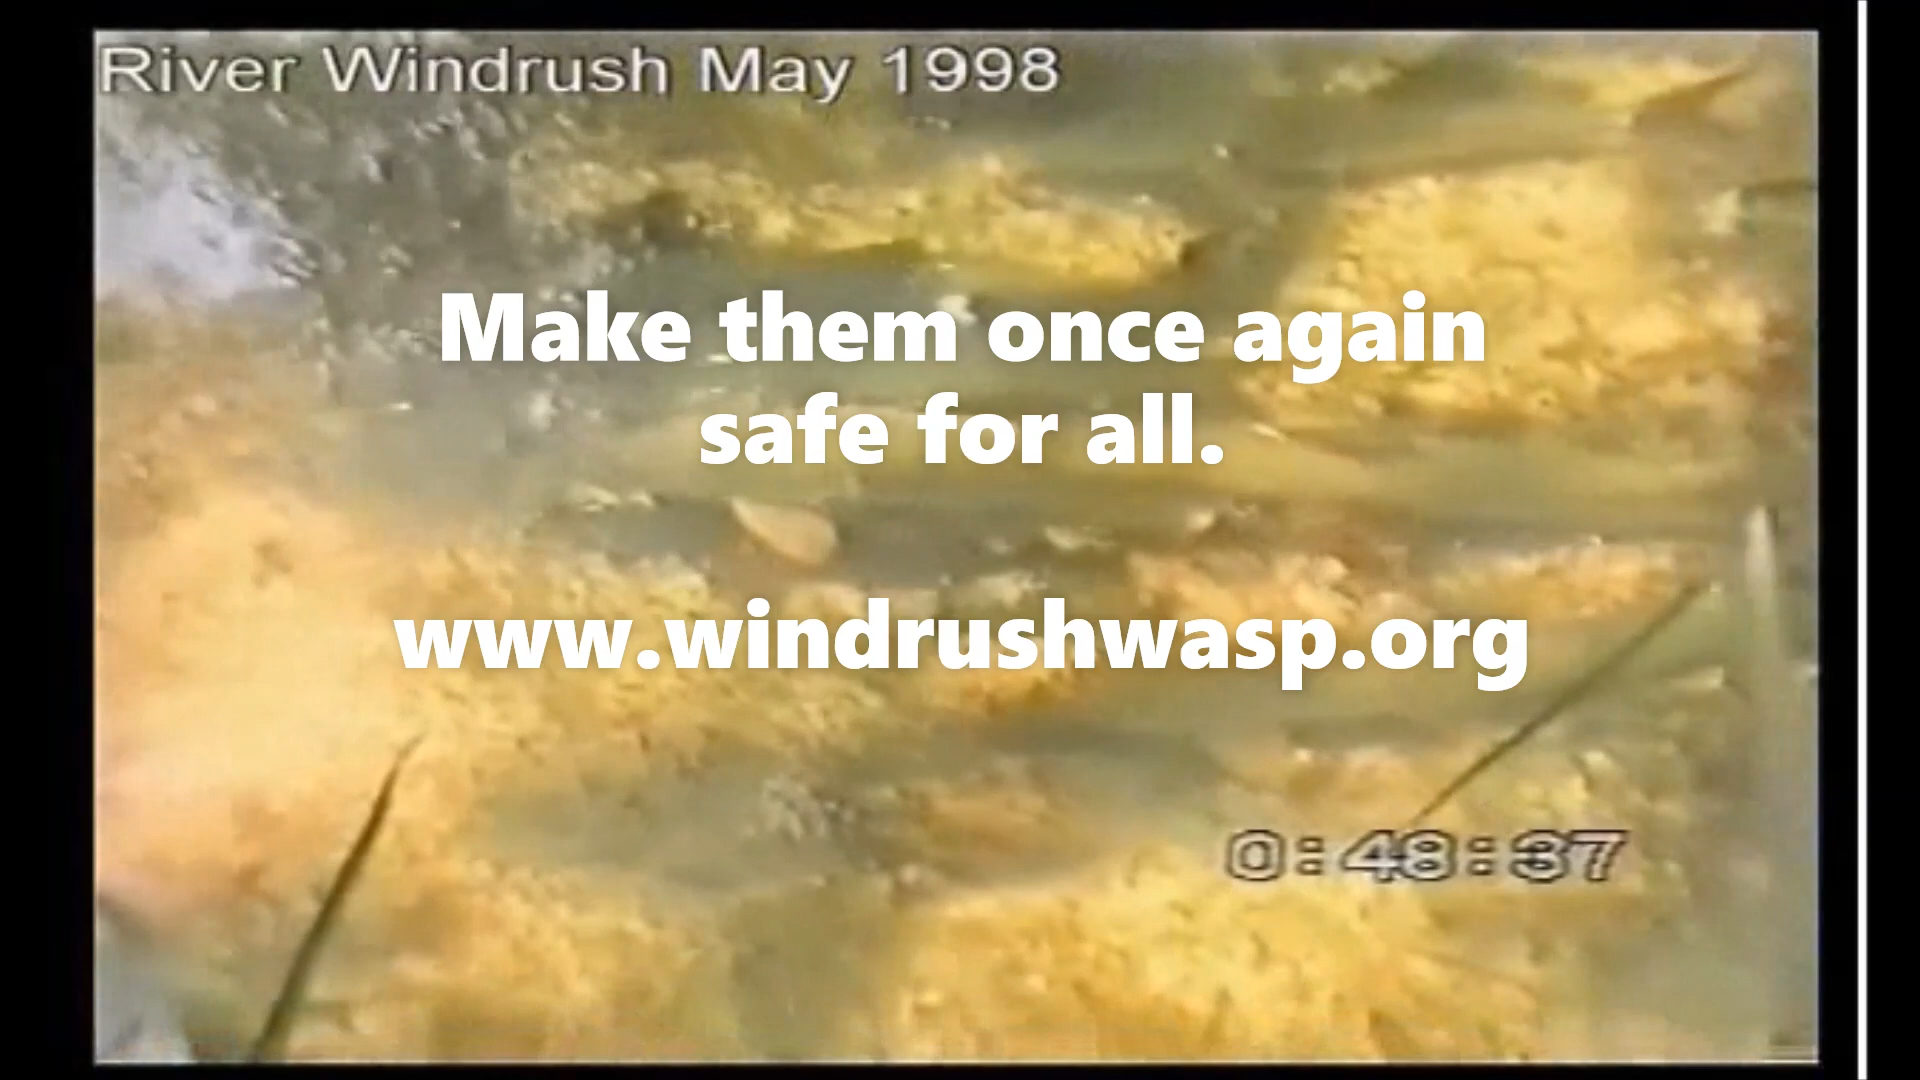 River Windrush May 1998
Make them once again
safe for all.
www.windrushwasp.org
0:48:37